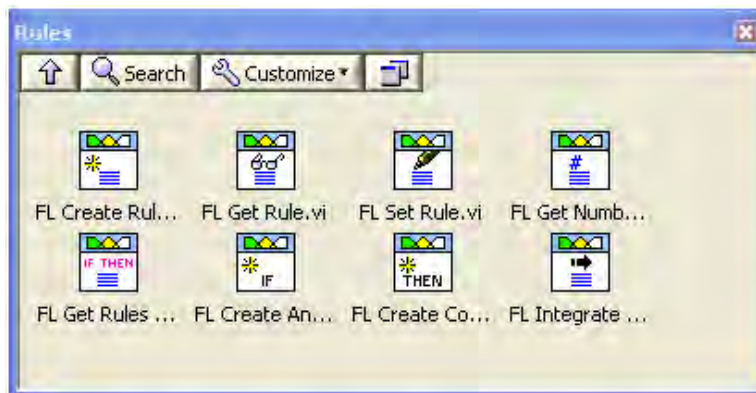 Rules
Search Customize
#
FL Create Rul... FL Get Rule.vi FL Set Rule.vi FL Get Numb...
IF THEN IF THEN
FL Get Rules ... FL Create An... FL Create Co... FL Integrate ...